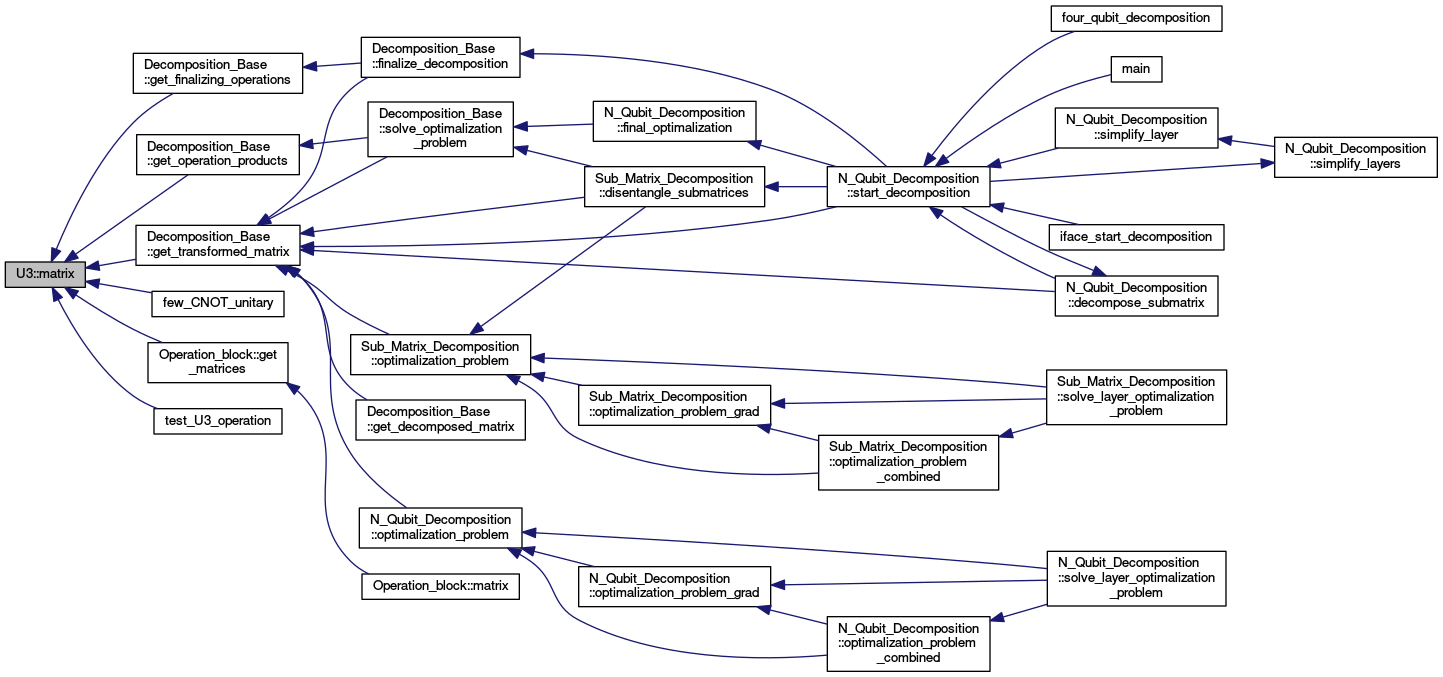 U3::matrix
Decomposition_Base
::get_finalizing_operations
Decomposition_Base
::get_operation_products
Decomposition_Base
::get_transformed_matrix
few_CNOT_unitary
Operation_block::get
_matrices
test_U3_operation
Decomposition_Base
::finalize_decomposition
Decomposition_Base
::solve_optimalization
_problem
Sub_Matrix_Decomposition
::optimalization_problem
Decomposition_Base
::get_decomposed_matrix
N_Qubit_Decomposition
::optimalization_problem
Operation_block::matrix
N_Qubit_Decomposition
::final_optimalization
Sub_Matrix_Decomposition
::disentangle_submatrices
Sub_Matrix_Decomposition
::optimalization_problem_grad
N_Qubit_Decomposition
::optimalization_problem_grad
N_Qubit_Decomposition
::start_decomposition
Sub_Matrix_Decomposition
::optimalization_problem
_combined
N_Qubit_Decomposition
::optimalization_problem
_combined
four_qubit_decomposition
main
N_Qubit_Decomposition
::simplify_layer
iface_start_decomposition
N_Qubit_Decomposition
::decompose_submatrix
Sub_Matrix_Decomposition
::solve_layer_optimalization
_problem
N_Qubit_Decomposition
::solve_layer_optimalization
_problem
N_Qubit_Decomposition
::simplify_layers